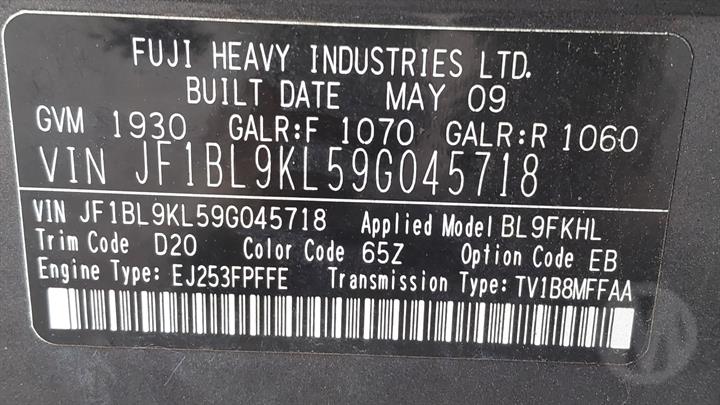 FUJI HEAVY INDUSTRIES LTD.
BUILT DATE MAY 09
GVM 1930 GALR:F 1070 GALR:R 1060
VIN JF1BL9KL59G045718
VIN JF1BL9KL59G045718 Applied Model BL9FKHL
Trim Code D20 Color Code 65Z Option Code EB
Engine Type: EJ253FPFFE Transmission Type: TV1B8MFFAA